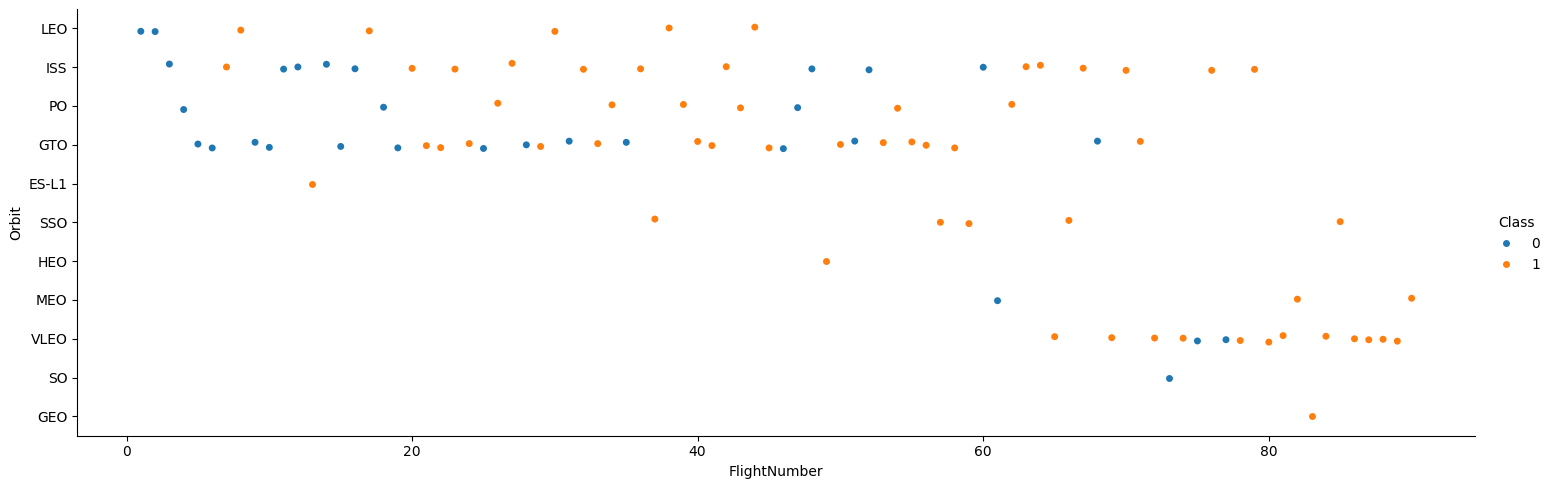 LEO
ISS
PO
GTO
ES-L1
SSO
HEO
MEO
VLEO
SO
GEO
Orbit
0 20 40 60 80
FlightNumber
Class
0
1